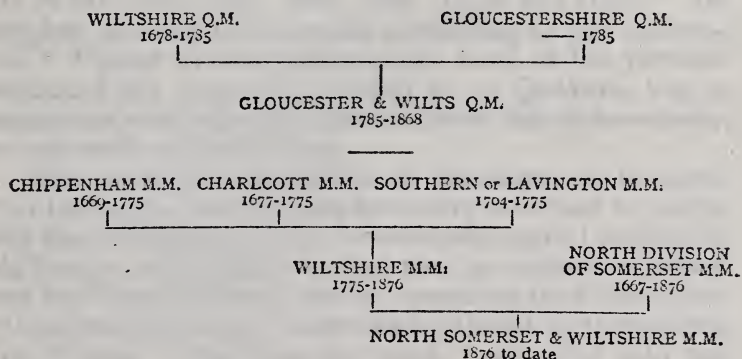 WILTSHIRE Q.M. GLOUCESTERSHIRE Q.M.
1678-1785 —— 1785
GLOUCESTER & WILTS Q.M.
1785-1868
CHIPPENHAM M.M. CHARLCOTT M.M. SOUTHERN or LAVINGTON M.M.
1669-1775 1677-1775 1704-1775
NORTH DIVISION
WILTSHIRE M.M. OF SOMERSET M.M.
1775-1876 1667-1876
NORTH SOMERSET & WILTSHIRE M.M.
1876 to date